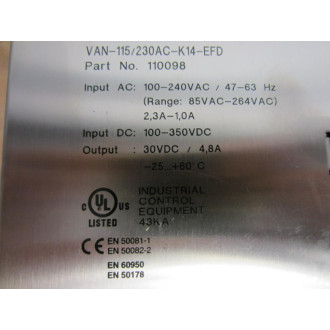 VAN-115/230AC-K14-EFD
Part No. 110098
Input AC: 100-240VAC / 47-63 Hz
(Range: 85VAC-264VAC)
2,3A-1,0A
Input DC: 100-350VDC
Output : 30VDC / 4,8A
-25...+60°C
C UL US
LISTED
INDUSTRIAL
CONTROL
EQUIPMENT
43KA
CE EN 50081-1
EN 50082-2
EN 60950
EN 50178